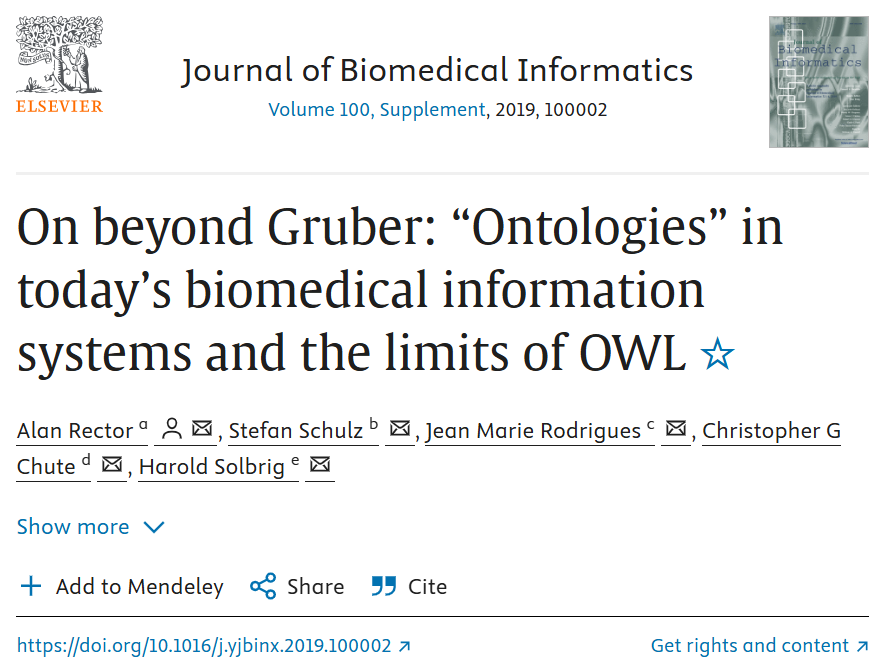 ELSEVIER
Journal of Biomedical Informatics
Volume 100, Supplement, 2019, 100002
Journal of
Biomedical
Informatics
On beyond Gruber: “Ontologies” in
today’s biomedical information
systems and the limits of OWL
Alan Rector a , Stefan Schulz b , Jean Marie Rodrigues c , Christopher G
Chute d , Harold Solbrig e
Show more
Add to Mendeley Share Cite
https://doi.org/10.1016/j.yjbinx.2019.100002 Get rights and content